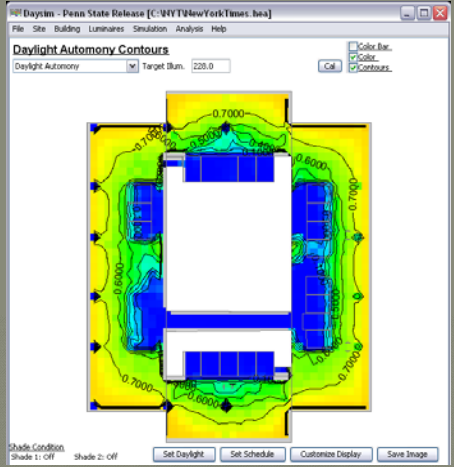 Daysim - Penn State Release [C:\NYT\NewYorkTimes.hea]
File Site Building Luminaires Simulation Analysis Help
Daylight Automony Contours
Daylight Automony Target Illum. 228.0
Color Bar
Color
Contours
Cal
0.7000
0.7000
0.6000
0.7000
0.6000
0.7000
0.7000
0.6000
Shade Condition
Shade 1: Off Shade 2: Off
Set Daylight Set Schedule Customize Display Save Image